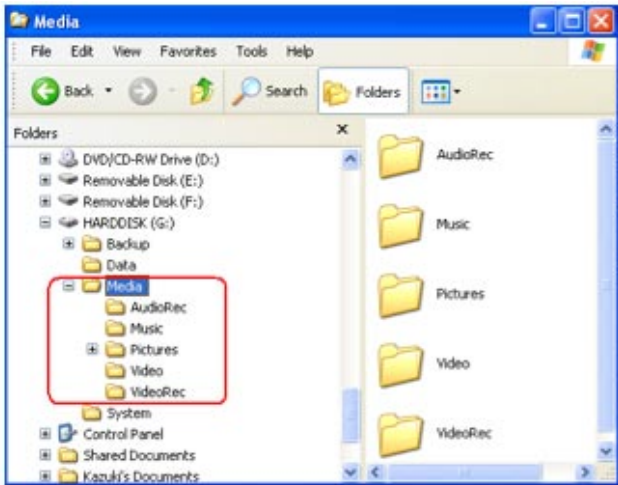 Media
File Edit View Favorites Tools Help
Back Search Folders
Folders
DVD/CD-RW Drive (D:)
Removable Disk (E:)
Removable Disk (F:)
HARDDISK (G:)
Backup
Data
Media
AudioRec
Music
Pictures
Video
VideoRec
System
Control Panel
Shared Documents
Kazuki's Documents
AudioRec
Music
Pictures
Video
VideoRec